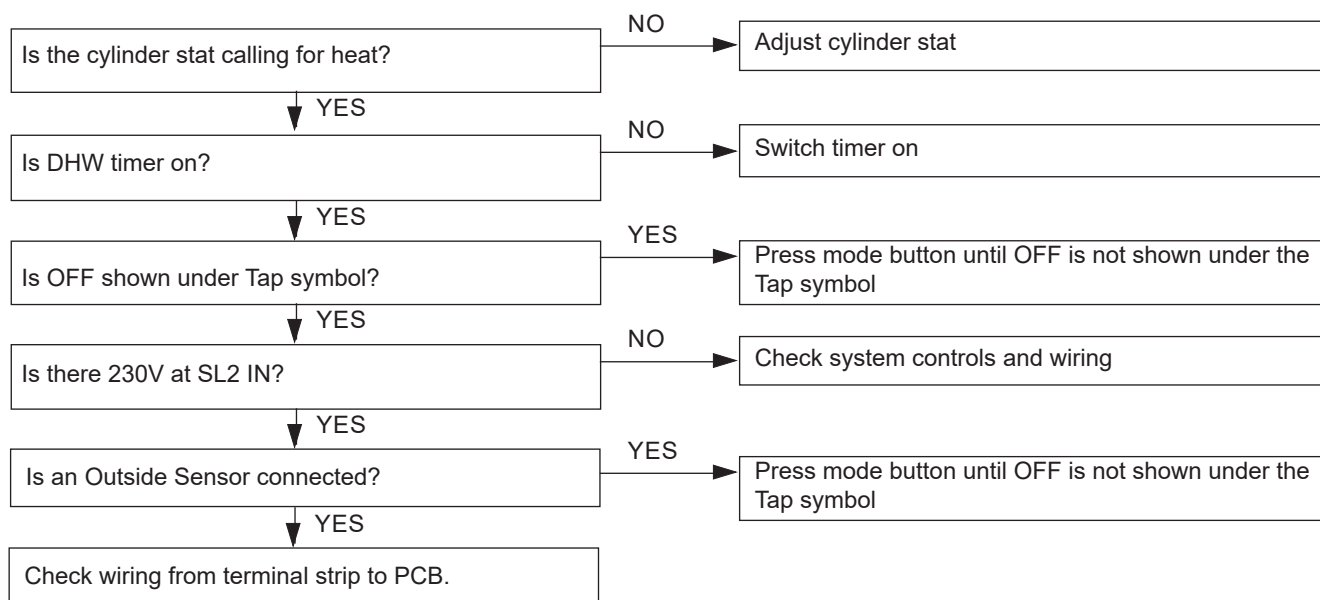 Is the cylinder stat calling for heat?
NO
Adjust cylinder stat
YES
Is DHW timer on?
NO
Switch timer on
YES
Is OFF shown under Tap symbol?
YES
Press mode button until OFF is not shown under the
Tap symbol
YES
Is there 230V at SL2 IN?
NO
Check system controls and wiring
YES
Is an Outside Sensor connected?
YES
Press mode button until OFF is not shown under the
Tap symbol
YES
Check wiring from terminal strip to PCB.